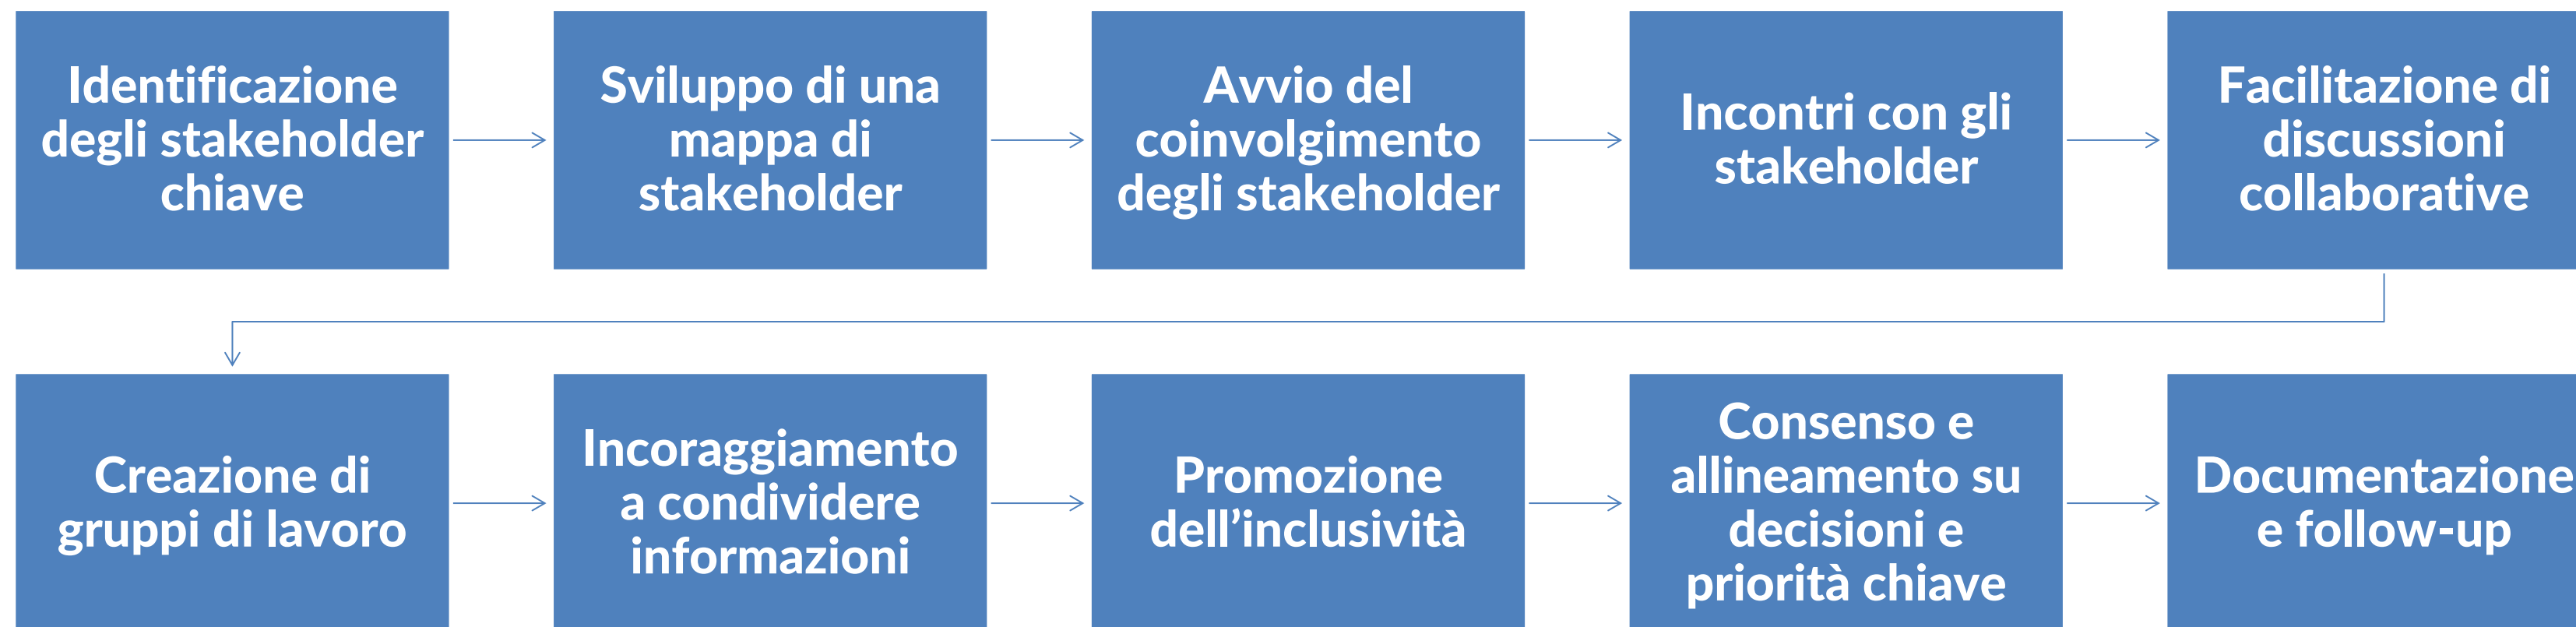 Identificazione
degli stakeholder
chiave
Sviluppo di una
mappa di
stakeholder
Avvio del
coinvolgimento
degli stakeholder
Incontri con gli
stakeholder
Facilitazione di
discussioni
collaborative
Creazione di
gruppi di lavoro
Incoraggiamento
a condividere
informazioni
Promozione
dell’inclusività
Consenso e
allineamento su
decisioni e
priorità chiave
Documentazione
e follow-up